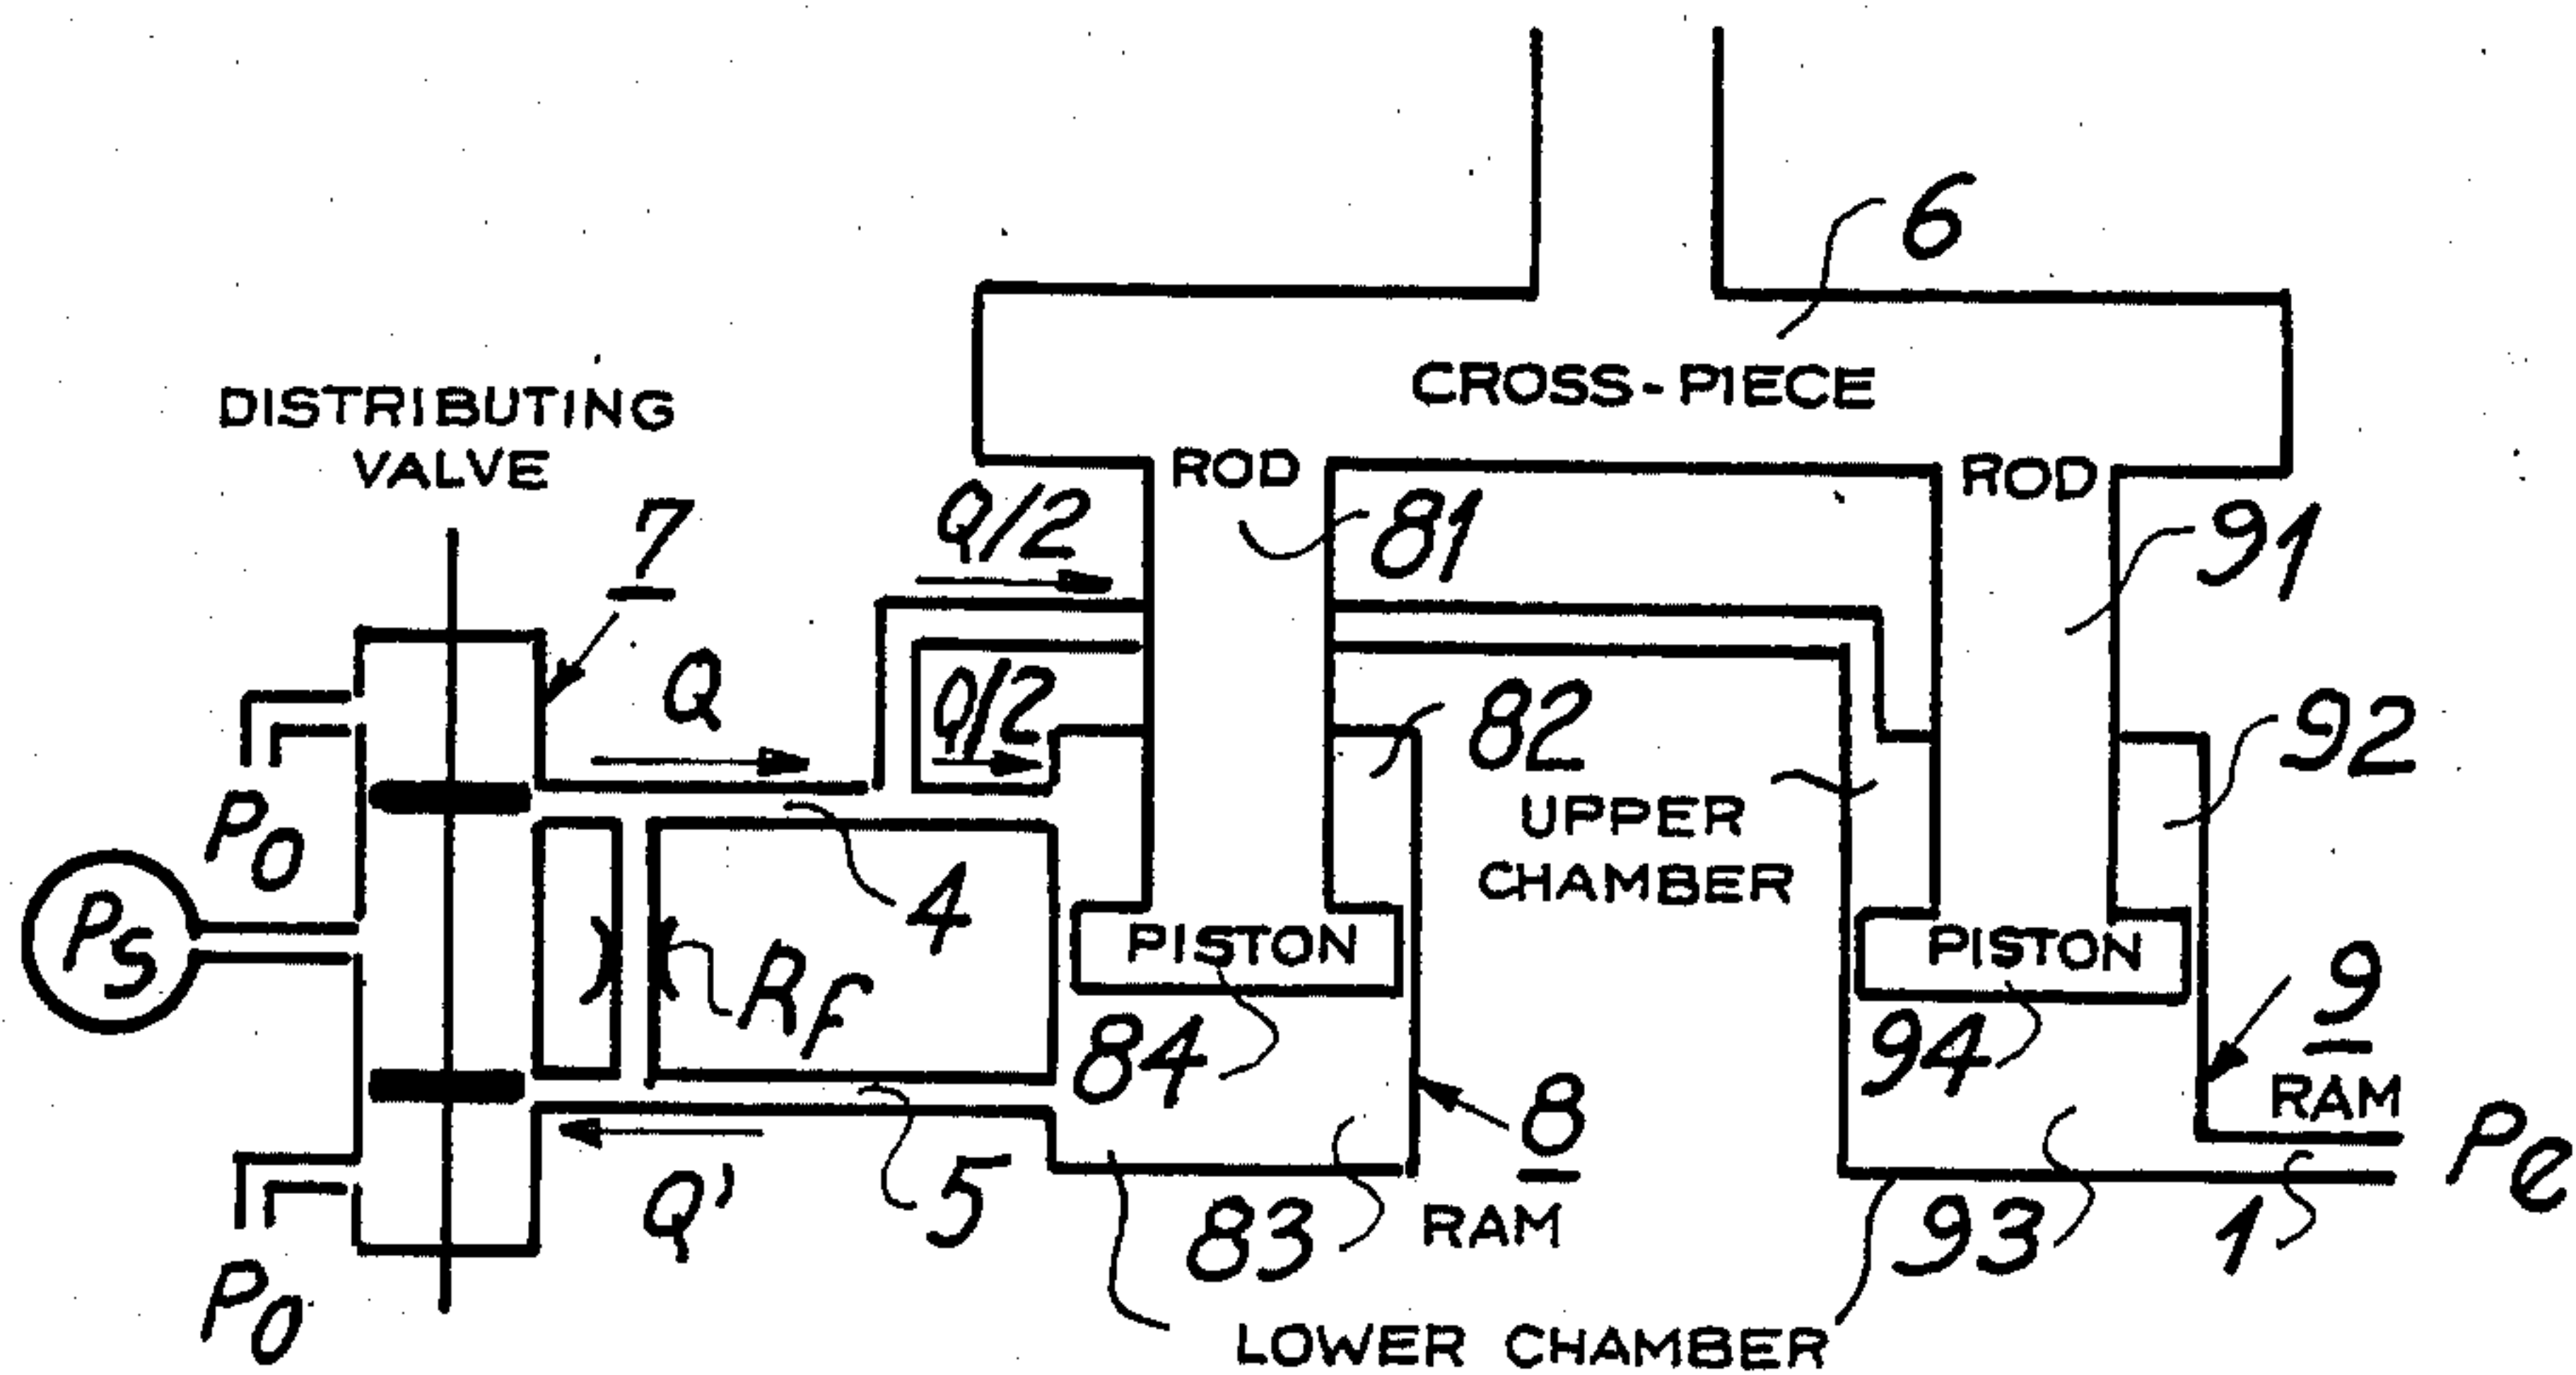 6
CROSS-PIECE
DISTRIBUTING
VALVE
ROD
ROD
7
Q/2
81
91
Q
Q/2
82
92
UPPER
CHAMBER
PO
PS
4
RF
PISTON
PISTON
84
94
9
RAM
8
Pe
Q'
5
83
RAM
93
1
PO
LOWER CHAMBER